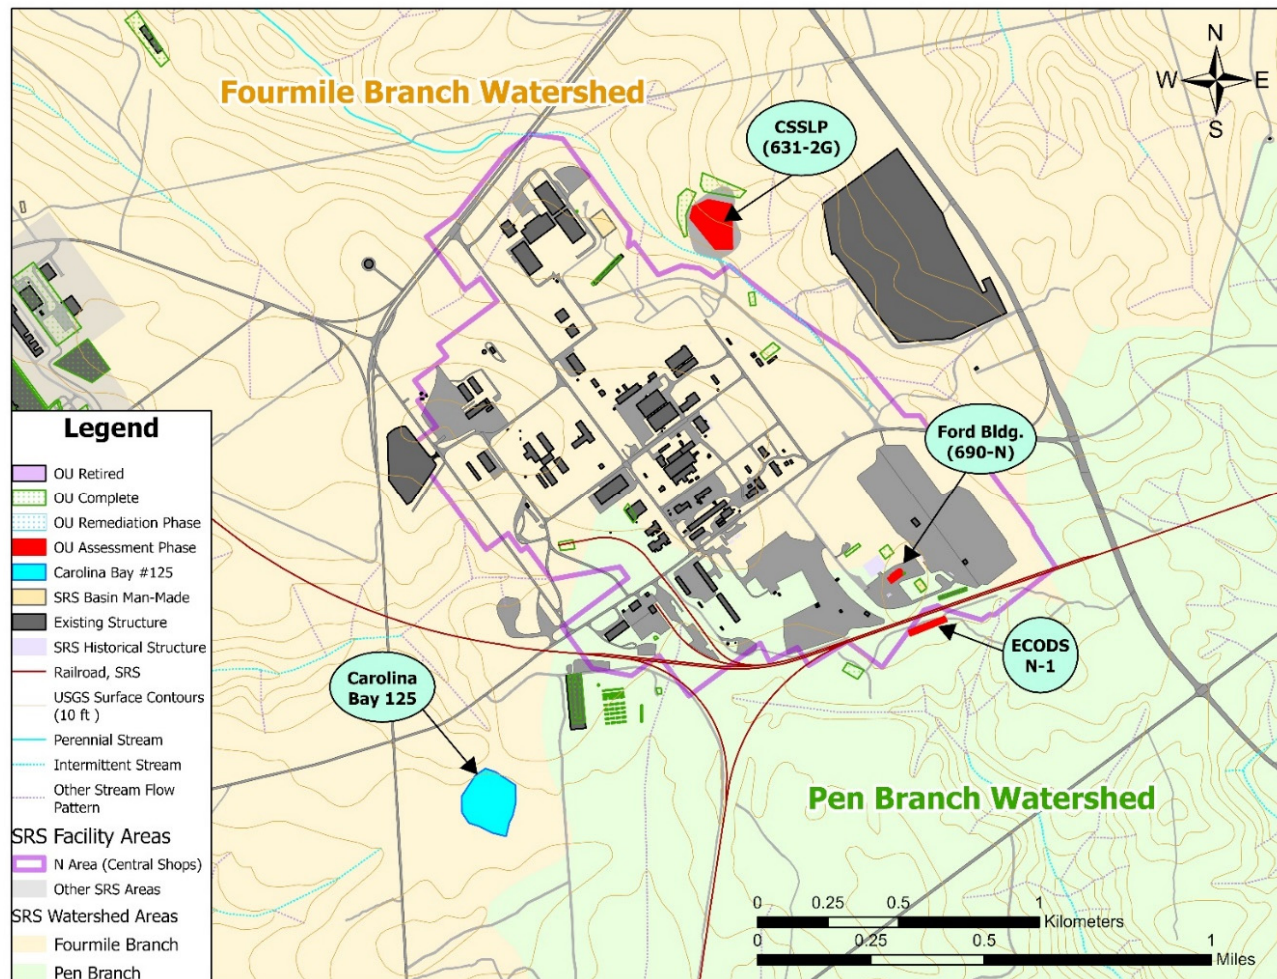 Fourmile Branch Watershed
N
W
E
S
CSSLP
(631-2G)
Ford Bldg.
(690-N)
ECODS
N-1
Carolina
Bay 125
Pen Branch Watershed
Legend
OU Retired
OU Complete
OU Remediation Phase
OU Assessment Phase
Carolina Bay #125
SRS Basin Man-Made
Existing Structure
SRS Historical Structure
Railroad, SRS
USGS Surface Contours
(10 ft )
Perennial Stream
Intermittent Stream
Other Stream Flow
Pattern
SRS Facility Areas
N Area (Central Shops)
Other SRS Areas
SRS Watershed Areas
Fourmile Branch
Pen Branch
0 0.25 0.5 1
Kilometers
0 0.25 0.5 1
Miles